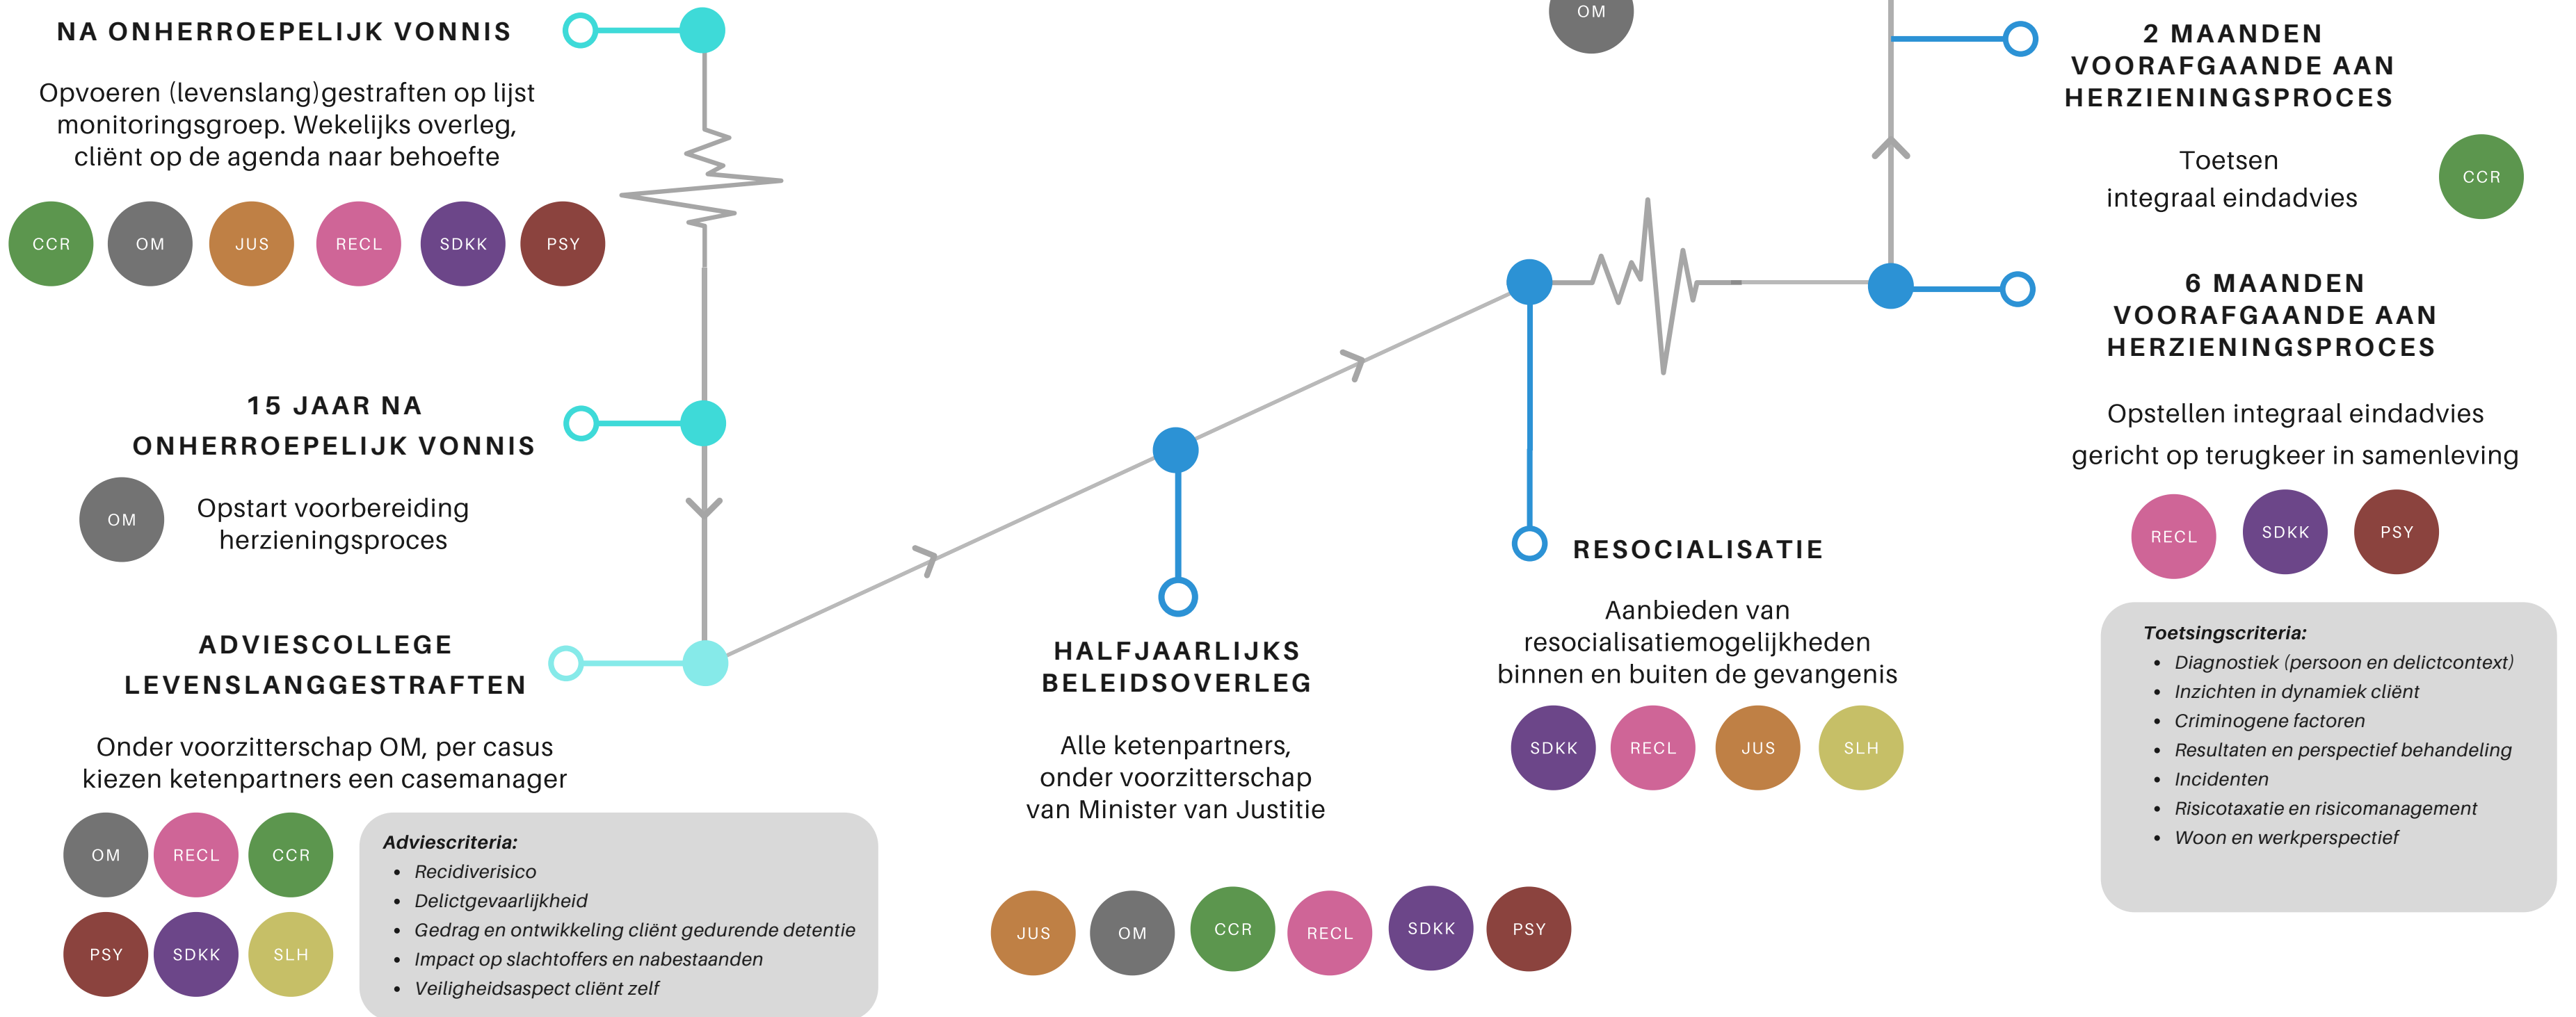 NA ONHERROEPELIJK VONNIS
Opvoeren (levenslang)gestraften op lijst
monitoringsgroep. Wekelijks overleg,
cliënt op de agenda naar behoefte
CCR OM JUS RECL SDKK PSY
15 JAAR NA
ONHERROEPELIJK VONNIS
OM
Opstart voorbereiding
herzieningsproces
ADVIESCOLLEGE
LEVENSLANGGESTRAFTEN
Onder voorzitterschap OM, per casus
kiezen ketenpartners een casemanager
OM RECL CCR
PSY SDKK SLH
Adviescriteria:
• Recidiverisico
• Delictgevaarlijkheid
• Gedrag en ontwikkeling cliënt gedurende detentie
• Impact op slachtoffers en nabestaanden
• Veiligheidsaspect cliënt zelf
HALFJAARLIJKS
BELEIDSOVERLEG
Alle ketenpartners,
onder voorzitterschap
van Minister van Justitie
JUS OM CCR RECL SDKK PSY
RESOCIALISATIE
Aanbieden van
resocialisatiemogelijkheden
binnen en buiten de gevangenis
SDKK RECL JUS SLH
6 MAANDEN
VOORAFGAANDE AAN
HERZIENINGSPROCES
Opstellen integraal eindadvies
gericht op terugkeer in samenleving
RECL SDKK PSY
Toetsingscriteria:
• Diagnostiek (persoon en delictcontext)
• Inzichten in dynamiek cliënt
• Criminogene factoren
• Resultaten en perspectief behandeling
• Incidenten
• Risicotaxatie en risicomanagement
• Woon en werkperspectief
2 MAANDEN
VOORAFGAANDE AAN
HERZIENINGSPROCES
Toetsen
integraal eindadvies
CCR
OM